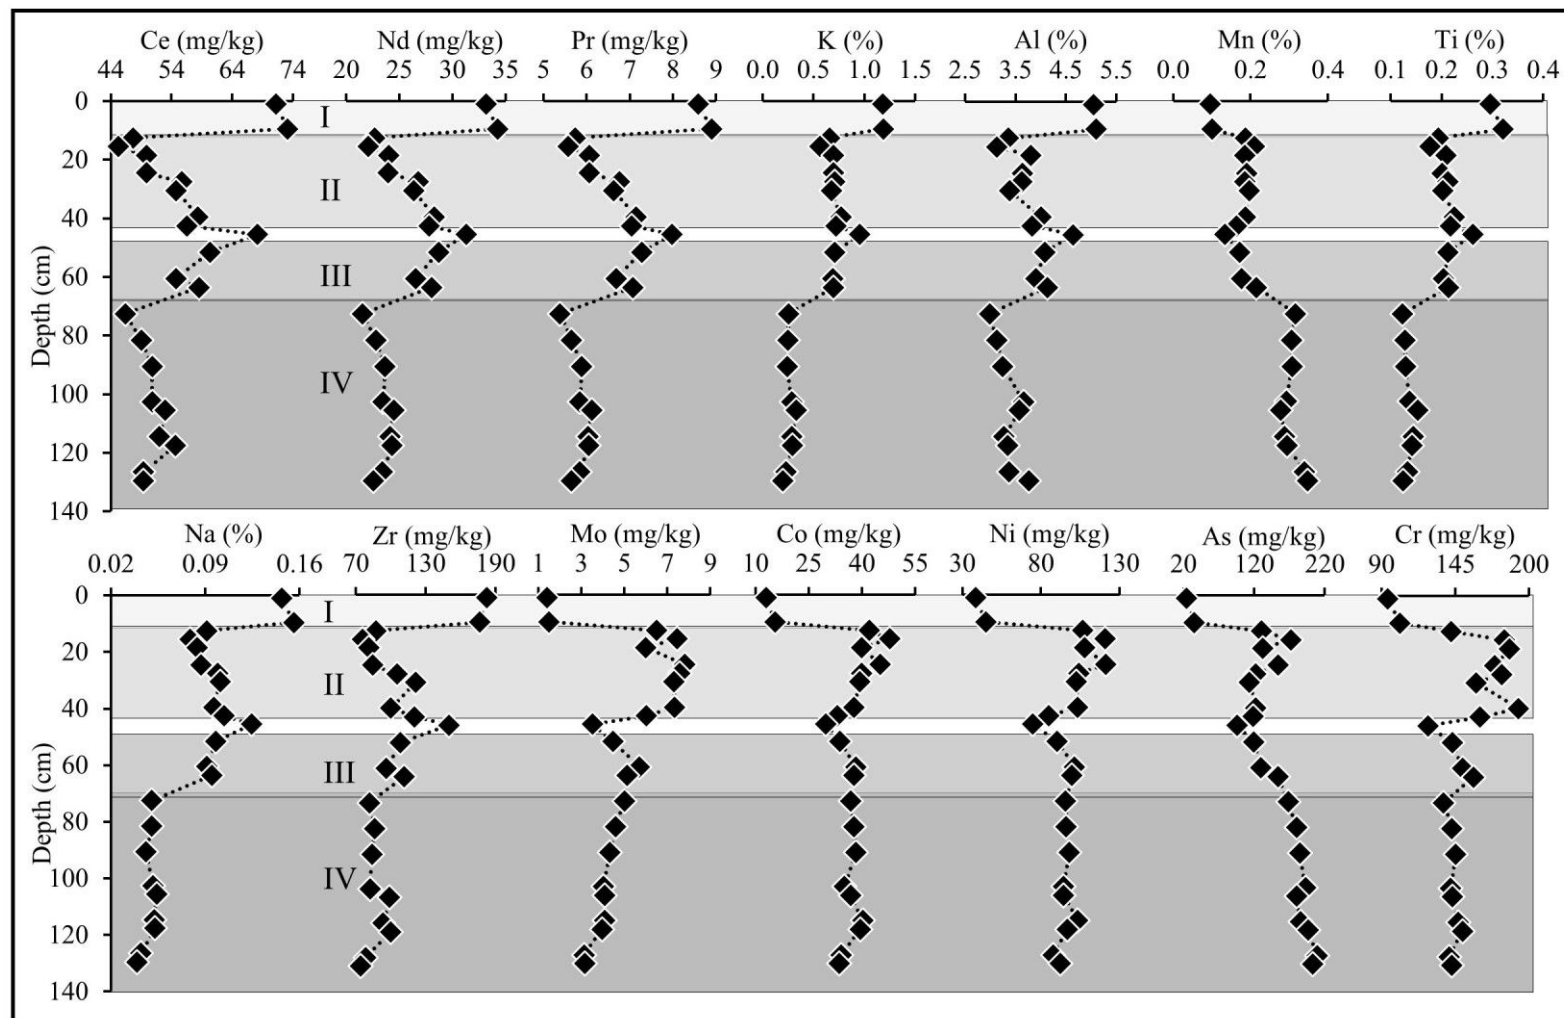 Ce (mg/kg) Nd (mg/kg) Pr (mg/kg) K (%) Al (%) Mn (%) Ti (%)
44 54 64 74 20 25 30 35 5 6 7 8 9 0.0 0.5 1.0 1.5 2.5 3.5 4.5 5.5 0.0 0.2 0.4 0.1 0.2 0.3 0.4
0
I
20
II
40
60
III
80
IV
100
120
140
Depth (cm)
Na (%) Zr (mg/kg) Mo (mg/kg) Co (mg/kg) Ni (mg/kg) As (mg/kg) Cr (mg/kg)
0.02 0.09 0.16 70 130 190 1 3 5 7 9 10 25 40 55 30 80 130 20 120 220 90 145 200
0
I
20
II
40
60
III
80
IV
100
120
140
Depth (cm)